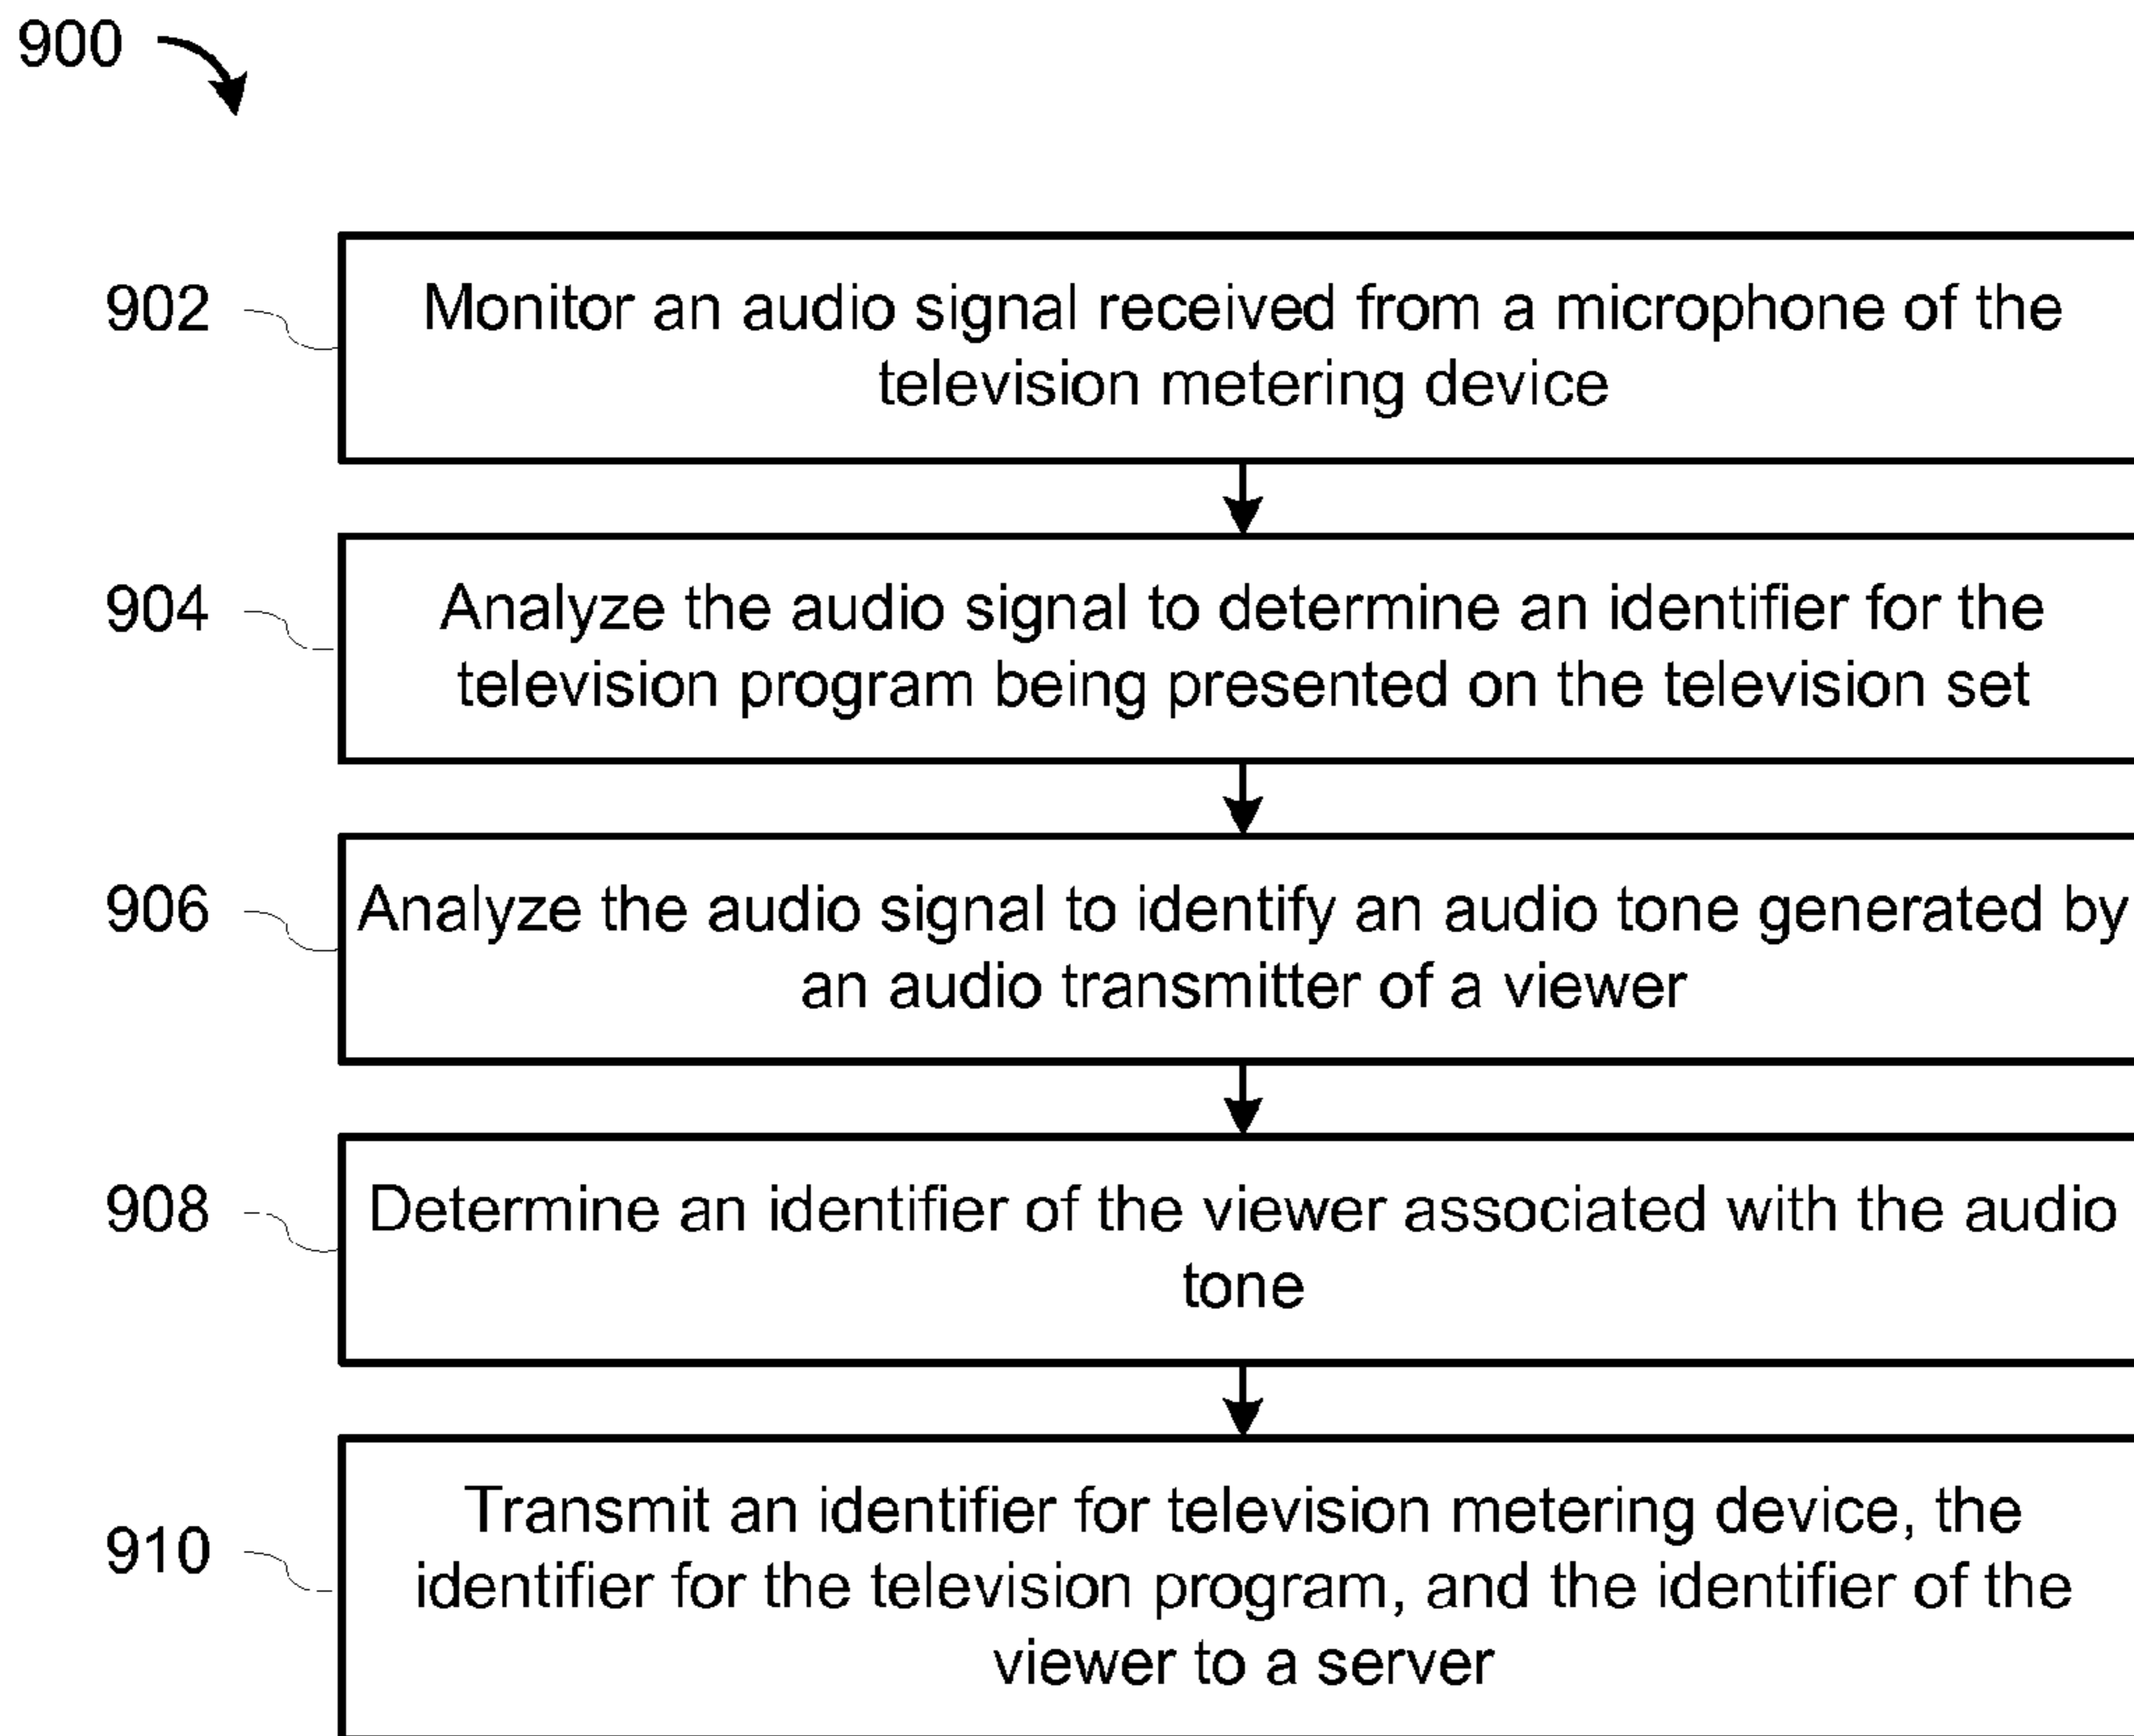 900
902
Monitor an audio signal received from a microphone of the
television metering device
904
Analyze the audio signal to determine an identifier for the
television program being presented on the television set
906
Analyze the audio signal to identify an audio tone generated by
an audio transmitter of a viewer
908
Determine an identifier of the viewer associated with the audio
tone
910
Transmit an identifier for television metering device, the
identifier for the television program, and the identifier of the
viewer to a server